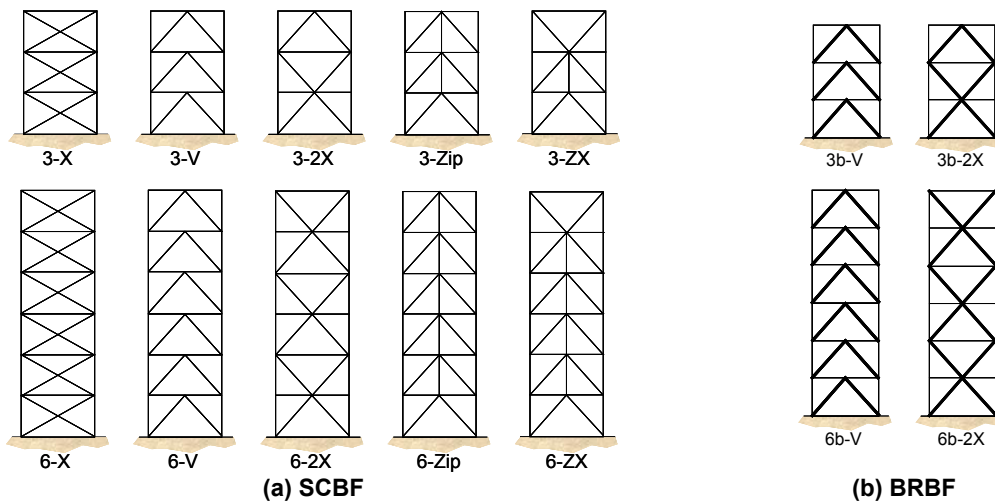 3-X 3-V 3-2X 3-Zip 3-ZX
3b-V 3b-2X
6-X 6-V 6-2X 6-Zip 6-ZX
6b-V 6b-2X
(a) SCBF
(b) BRBF